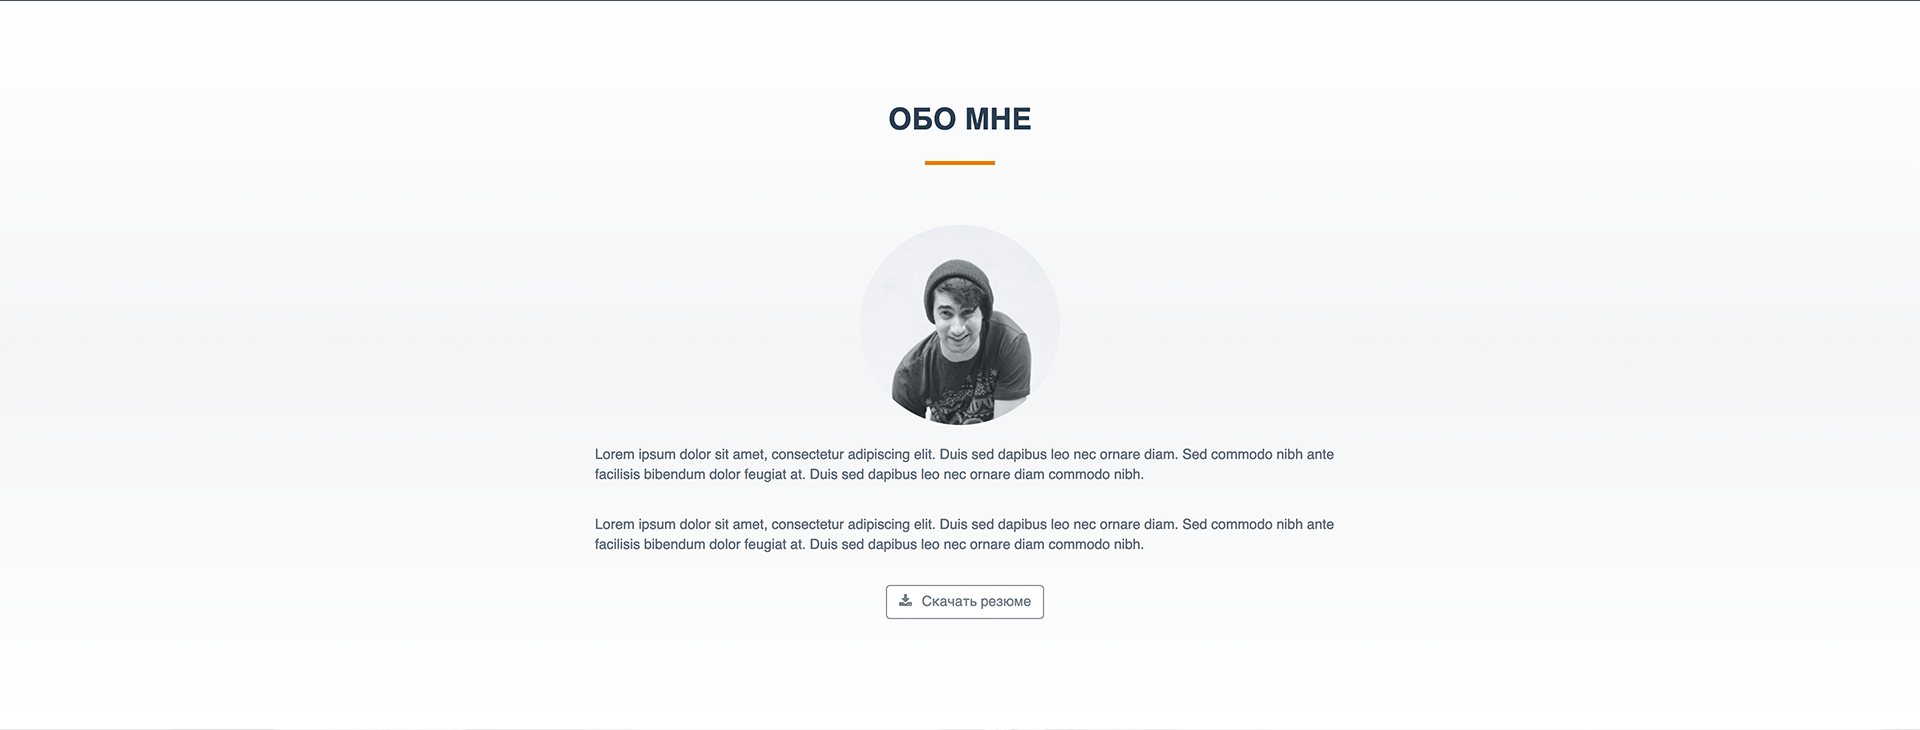 ОБО МНЕ
Lorem ipsum dolor sit amet, consectetur adipiscing elit. Duis sed dapibus leo nec ornare diam. Sed commodo nibh ante
facilisis bibendum dolor feugiat at. Duis sed dapibus leo nec ornare diam commodo nibh.
Lorem ipsum dolor sit amet, consectetur adipiscing elit. Duis sed dapibus leo nec ornare diam. Sed commodo nibh ante
facilisis bibendum dolor feugiat at. Duis sed dapibus leo nec ornare diam commodo nibh.
Скачать резюме